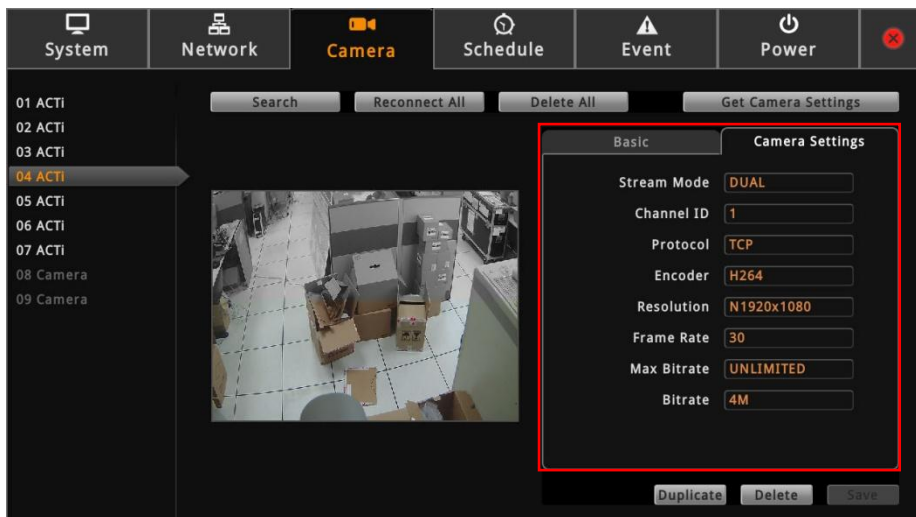 System Network Camera Schedule Event Power
Search Reconnect All Delete All Get Camera Settings
01 ACTi
02 ACTi
03 ACTi
04 ACTi
05 ACTi
06 ACTi
07 ACTi
08 Camera
09 Camera
Basic Camera Settings
Stream Mode DUAL
Channel ID 1
Protocol TCP
Encoder H264
Resolution N1920x1080
Frame Rate 30
Max Bitrate UNLIMITED
Bitrate 4M
Duplicate Delete Save